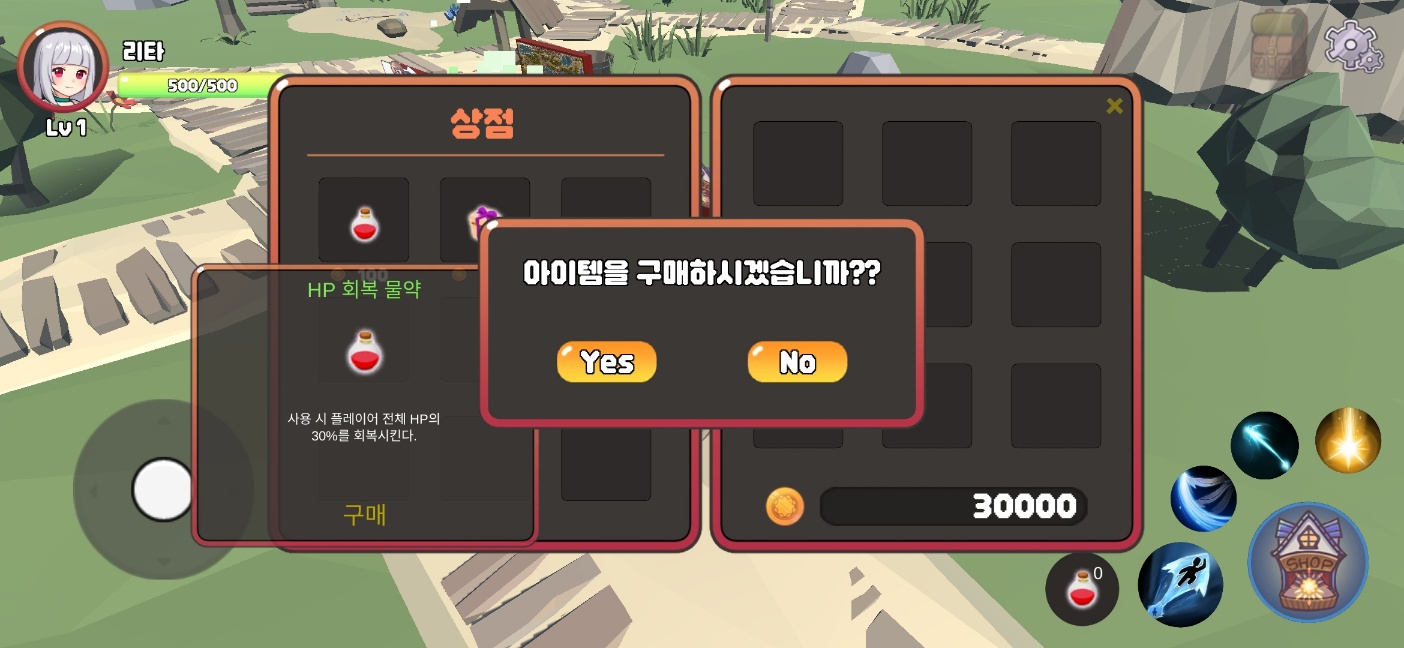 리타
500/500
Lv 1
상점
100
HP 회복 물약
사용 시 플레이어 전체 HP의
30%를 회복시킨다.
구매
아이템을 구매하시겠습니까??
Yes
No
30000
0
SHOP